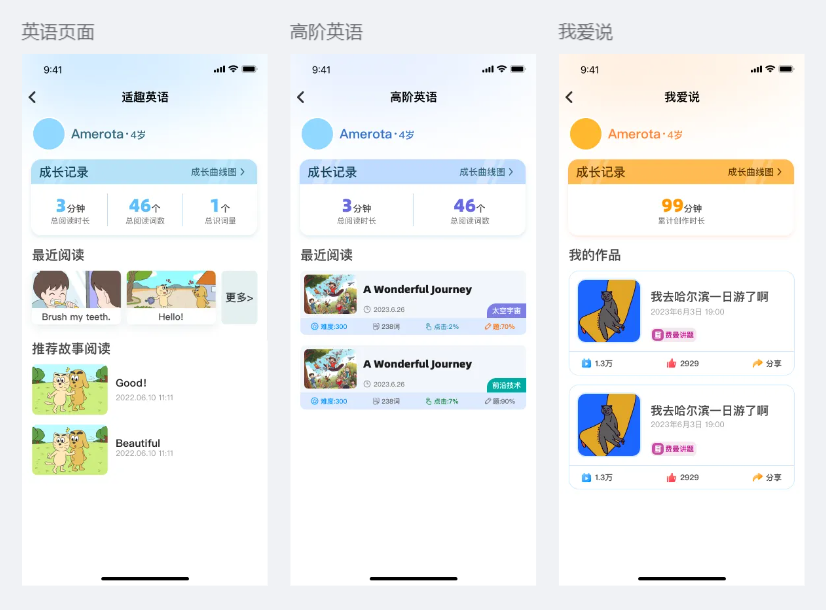 英语页面
9:41
适趣英语
Amerota·4岁
成长记录
成长曲线图 >
3分钟
46个
1个
总阅读时长
总阅读词数
总识词量
最近阅读
Brush my teeth.
Hello!
更多>
推荐故事阅读
Good!
2022.06.10 11:11
Beautiful
2022.06.10 11:11
高阶英语
9:41
高阶英语
Amerota·4岁
成长记录
成长曲线图 >
3分钟
46个
总阅读时长
总阅读词数
最近阅读
A Wonderful Journey
2023.6.26
太空宇宙
难度:300
238词
点击:2%
题:70%
A Wonderful Journey
2023.6.26
前沿技术
难度:300
238词
点击:7%
题:90%
我爱说
9:41
我爱说
Amerota·4岁
成长记录
成长曲线图 >
99分钟
累计创作时长
我的作品
我去哈尔滨一日游了啊
2023年6月3日 19:00
费曼讲题
1.3万
2929
分享
我去哈尔滨一日游了啊
2023年6月3日 19:00
费曼讲题
1.3万
2929
分享